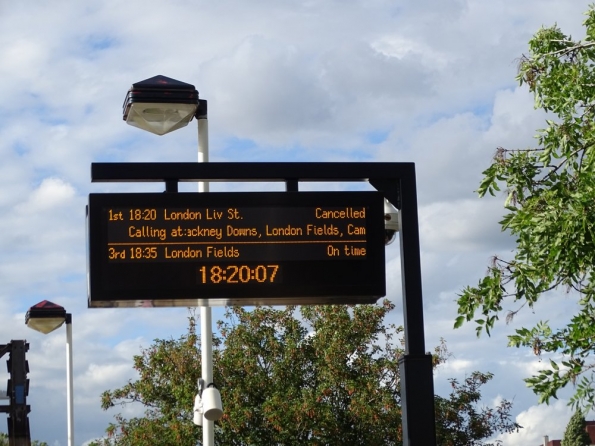 1st 18:20 London Liv St. Cancelled
Calling at:ackney Downs, London Fields, Cam
3rd 18:35 London Fields On time
18:20:07